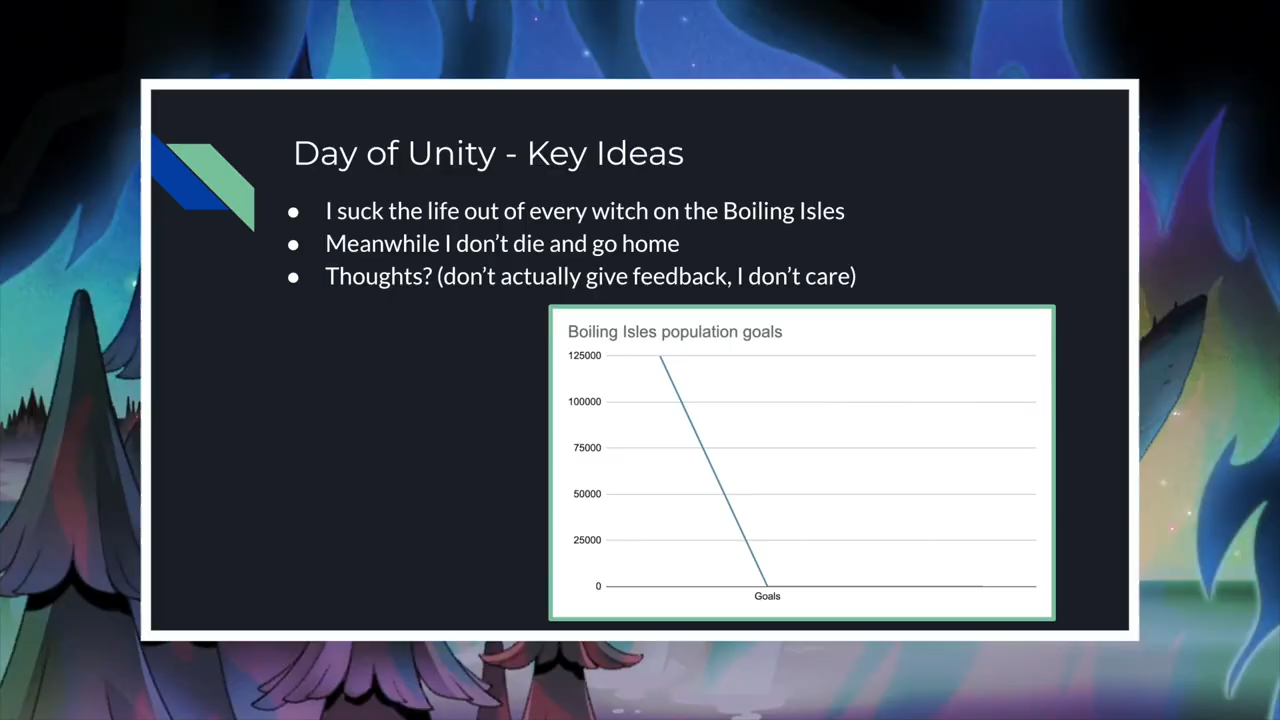 Day of Unity - Key Ideas
● I suck the life out of every witch on the Boiling Isles
● Meanwhile I don’t die and go home
● Thoughts? (don’t actually give feedback, I don’t care)
Boiling Isles population goals
125000
100000
75000
50000
25000
0
Goals